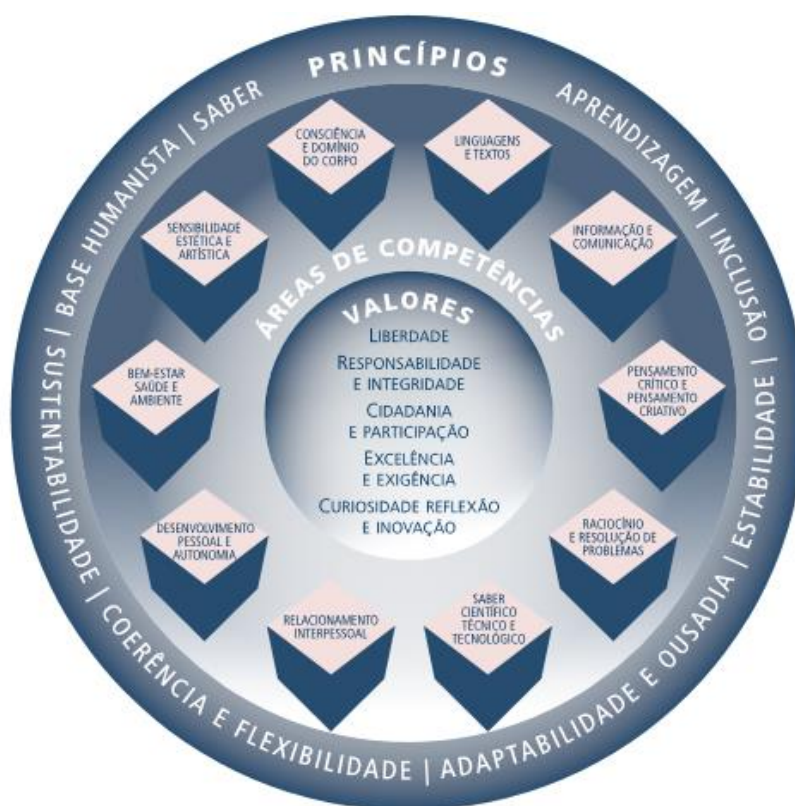 PRINCÍPIOS
APRENDIZAGEM | INCLUSÃO | ESTABILIDADE | ADAPTABILIDADE E OUSADIA | COERÊNCIA E FLEXIBILIDADE | SUSTENTABILIDADE | BASE HUMANISTA | SABER
ÁREAS DE COMPETÊNCIAS
LINGUAGENS
E TEXTOS
INFORMAÇÃO E
COMUNICAÇÃO
PENSAMENTO
CRÍTICO E
PENSAMENTO
CRIATIVO
RACIOCÍNIO
E RESOLUÇÃO DE
PROBLEMAS
SABER
CIENTÍFICO
TÉCNICO E
TECNOLÓGICO
RELACIONAMENTO
INTERPESSOAL
DESENVOLVIMENTO
PESSOAL E
AUTONOMIA
BEM-ESTAR
SAÚDE E
AMBIENTE
SENSIBILIDADE
ESTÉTICA E
ARTÍSTICA
CONSCIÊNCIA
E DOMÍNIO
DO CORPO
VALORES
LIBERDADE
RESPONSABILIDADE
E INTEGRIDADE
CIDADANIA
E PARTICIPAÇÃO
EXCELÊNCIA
E EXIGÊNCIA
CURIOSIDADE REFLEXÃO
E INOVAÇÃO